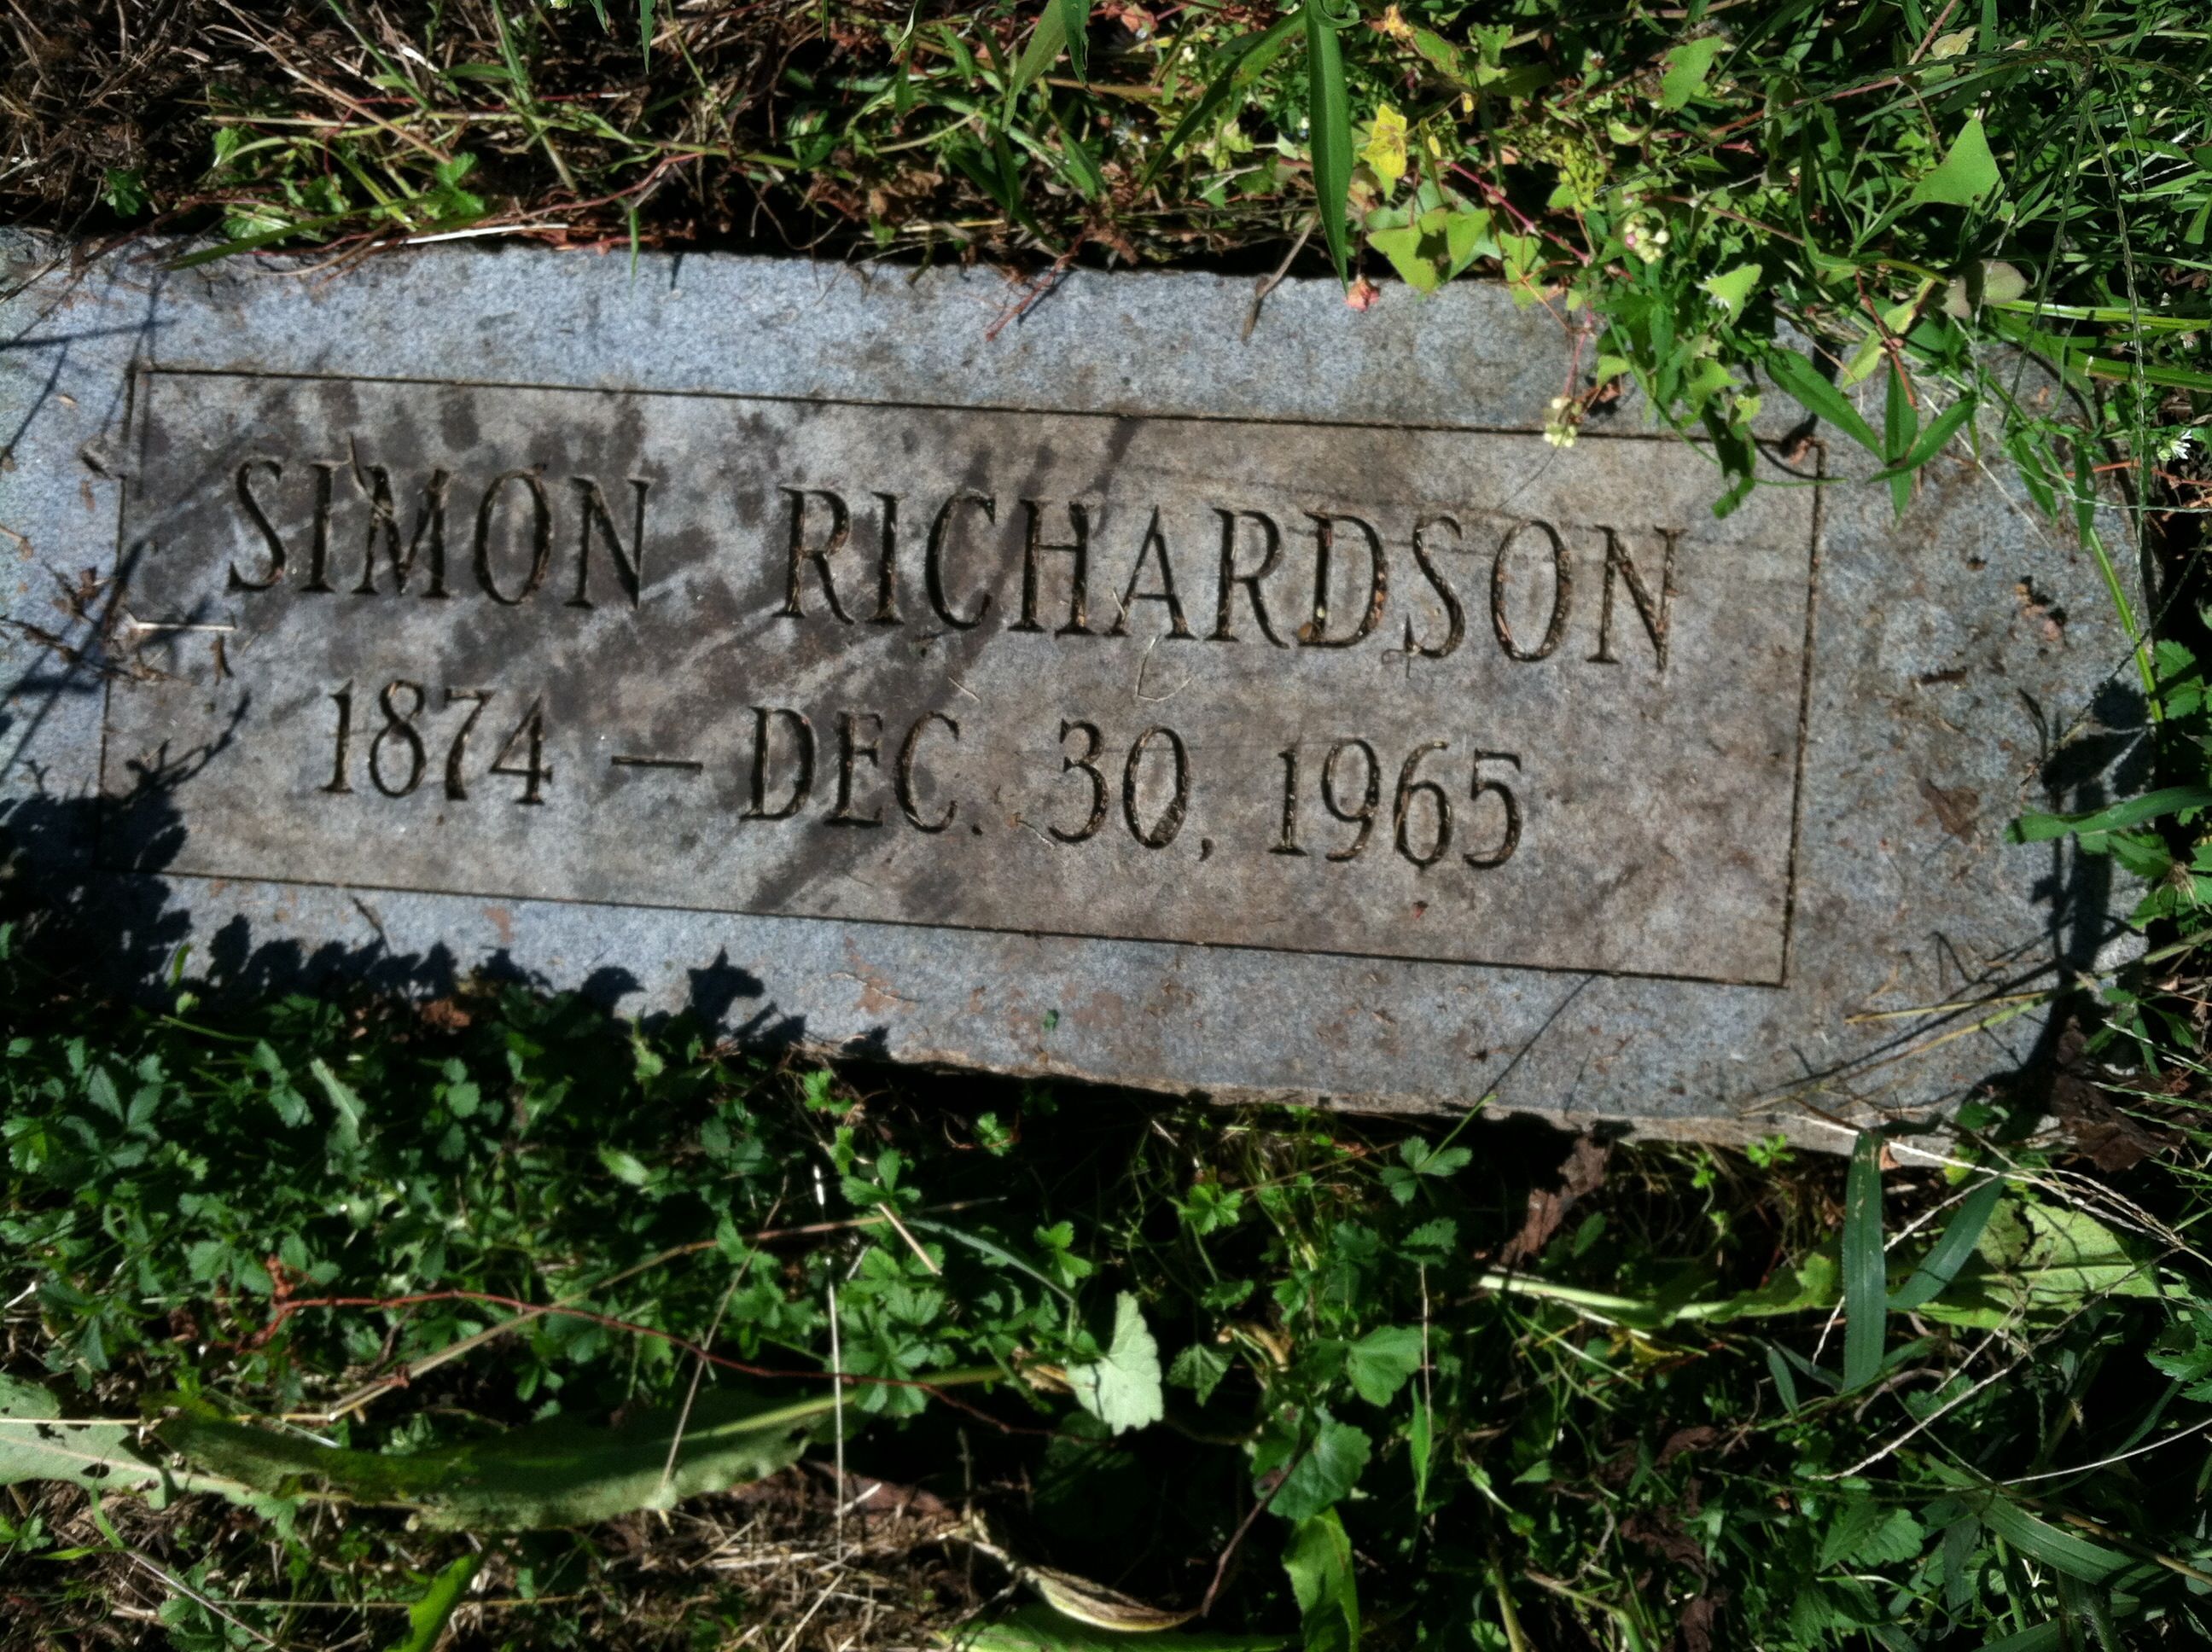 SIMON RICHARDSON
1874 — DEC. 30, 1965